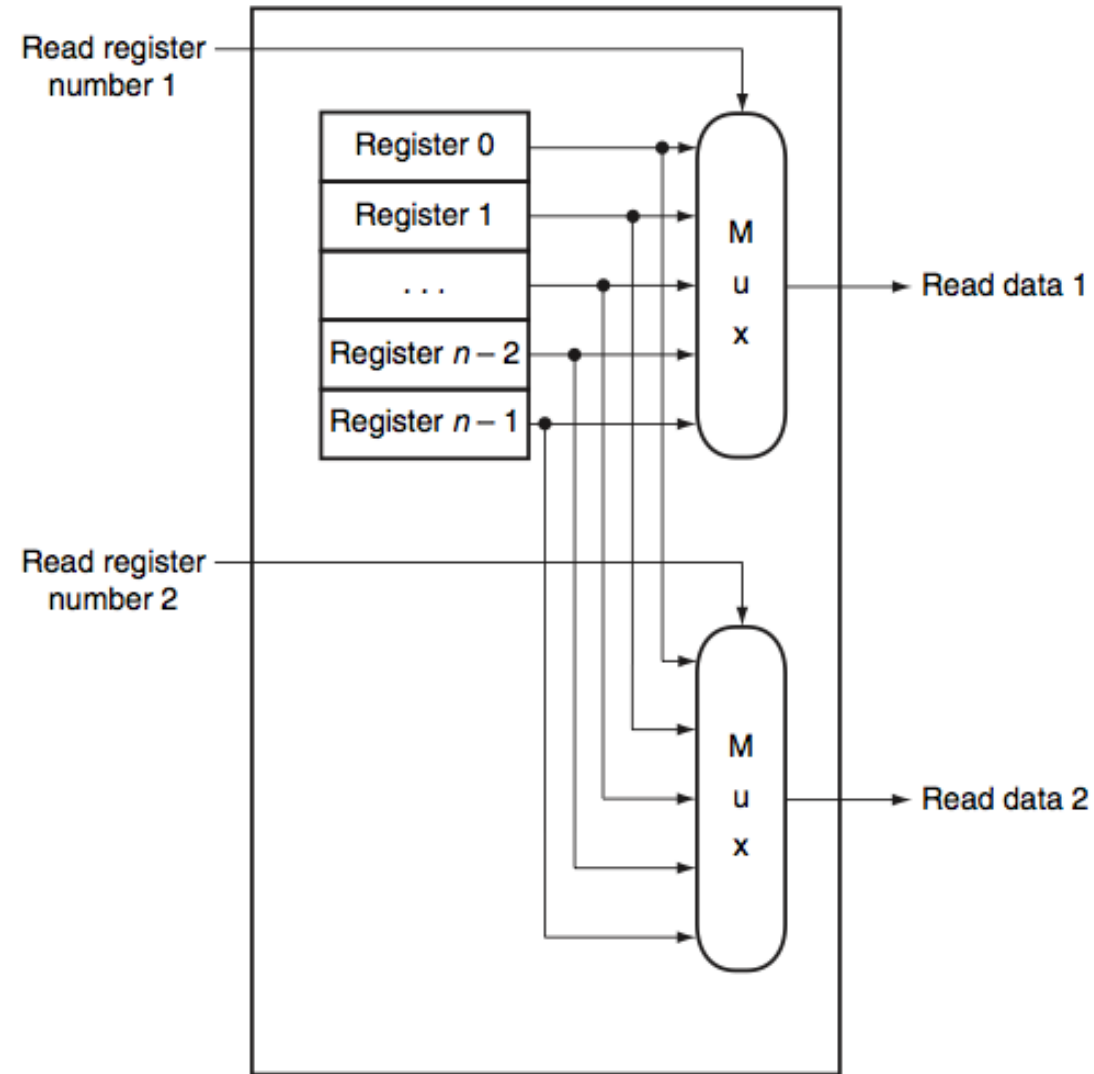 Read register
number 1
Register 0
Register 1
. . .
Register n – 2
Register n – 1
M
u
x
Read data 1
Read register
number 2
M
u
x
Read data 2